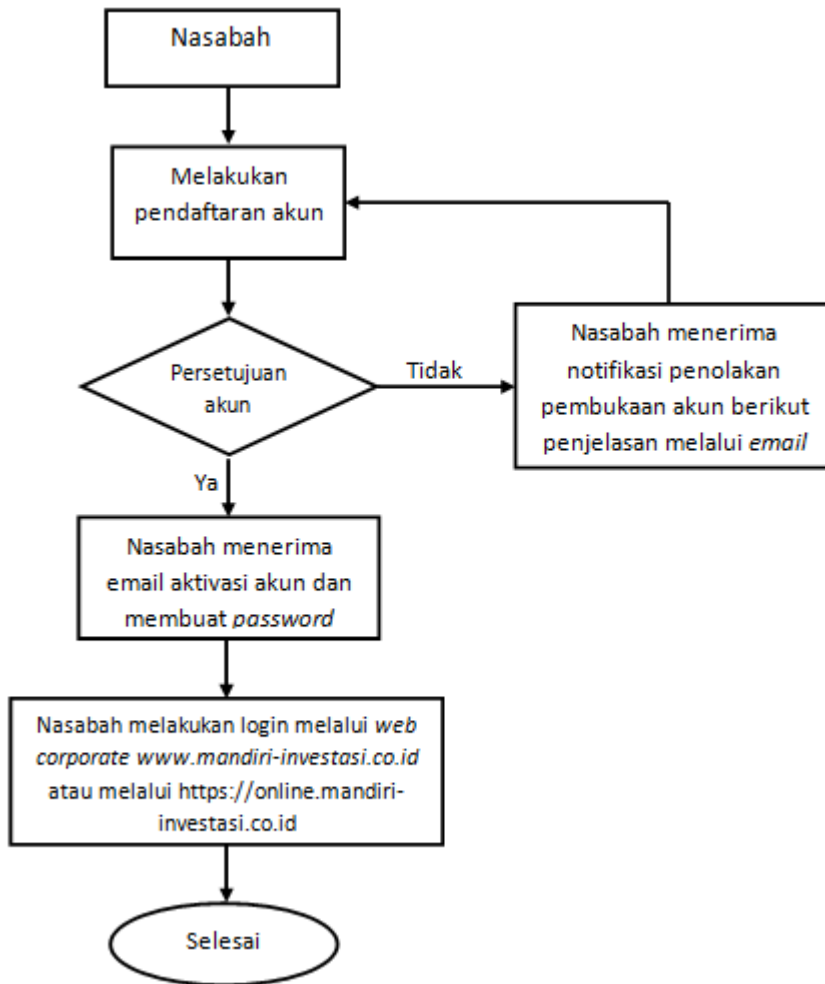 Nasabah
Melakukan
pendaftaran akun
Persetujuan
akun
Tidak
Nasabah menerima
notifikasi penolakan
pembukaan akun berikut
penjelasan melalui email
Ya
Nasabah menerima
email aktivasi akun dan
membuat password
Nasabah melakukan login melalui web
corporate www.mandiri-investasi.co.id
atau melalui https://online.mandiri-
investasi.co.id
Selesai